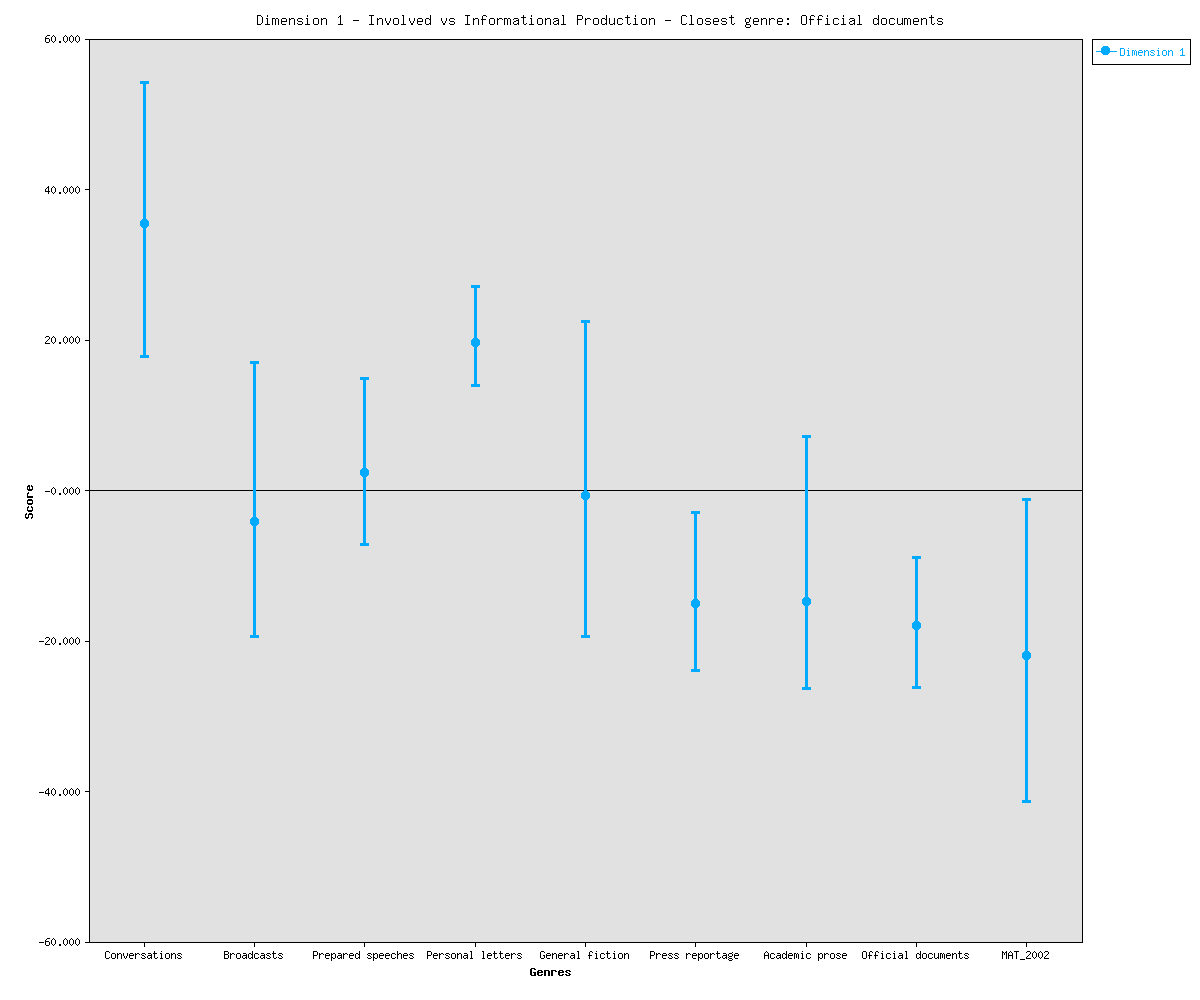 Dimension 1 - Involved vs Informational Production - Closest genre: Official documents
60.000
40.000
20.000
-0.000
-20.000
-40.000
-60.000
Score
Conversations
Broadcasts
Prepared speeches
Personal letters
General fiction
Press reportage
Academic prose
Official documents
MAT_2002
Genres
Dimension 1